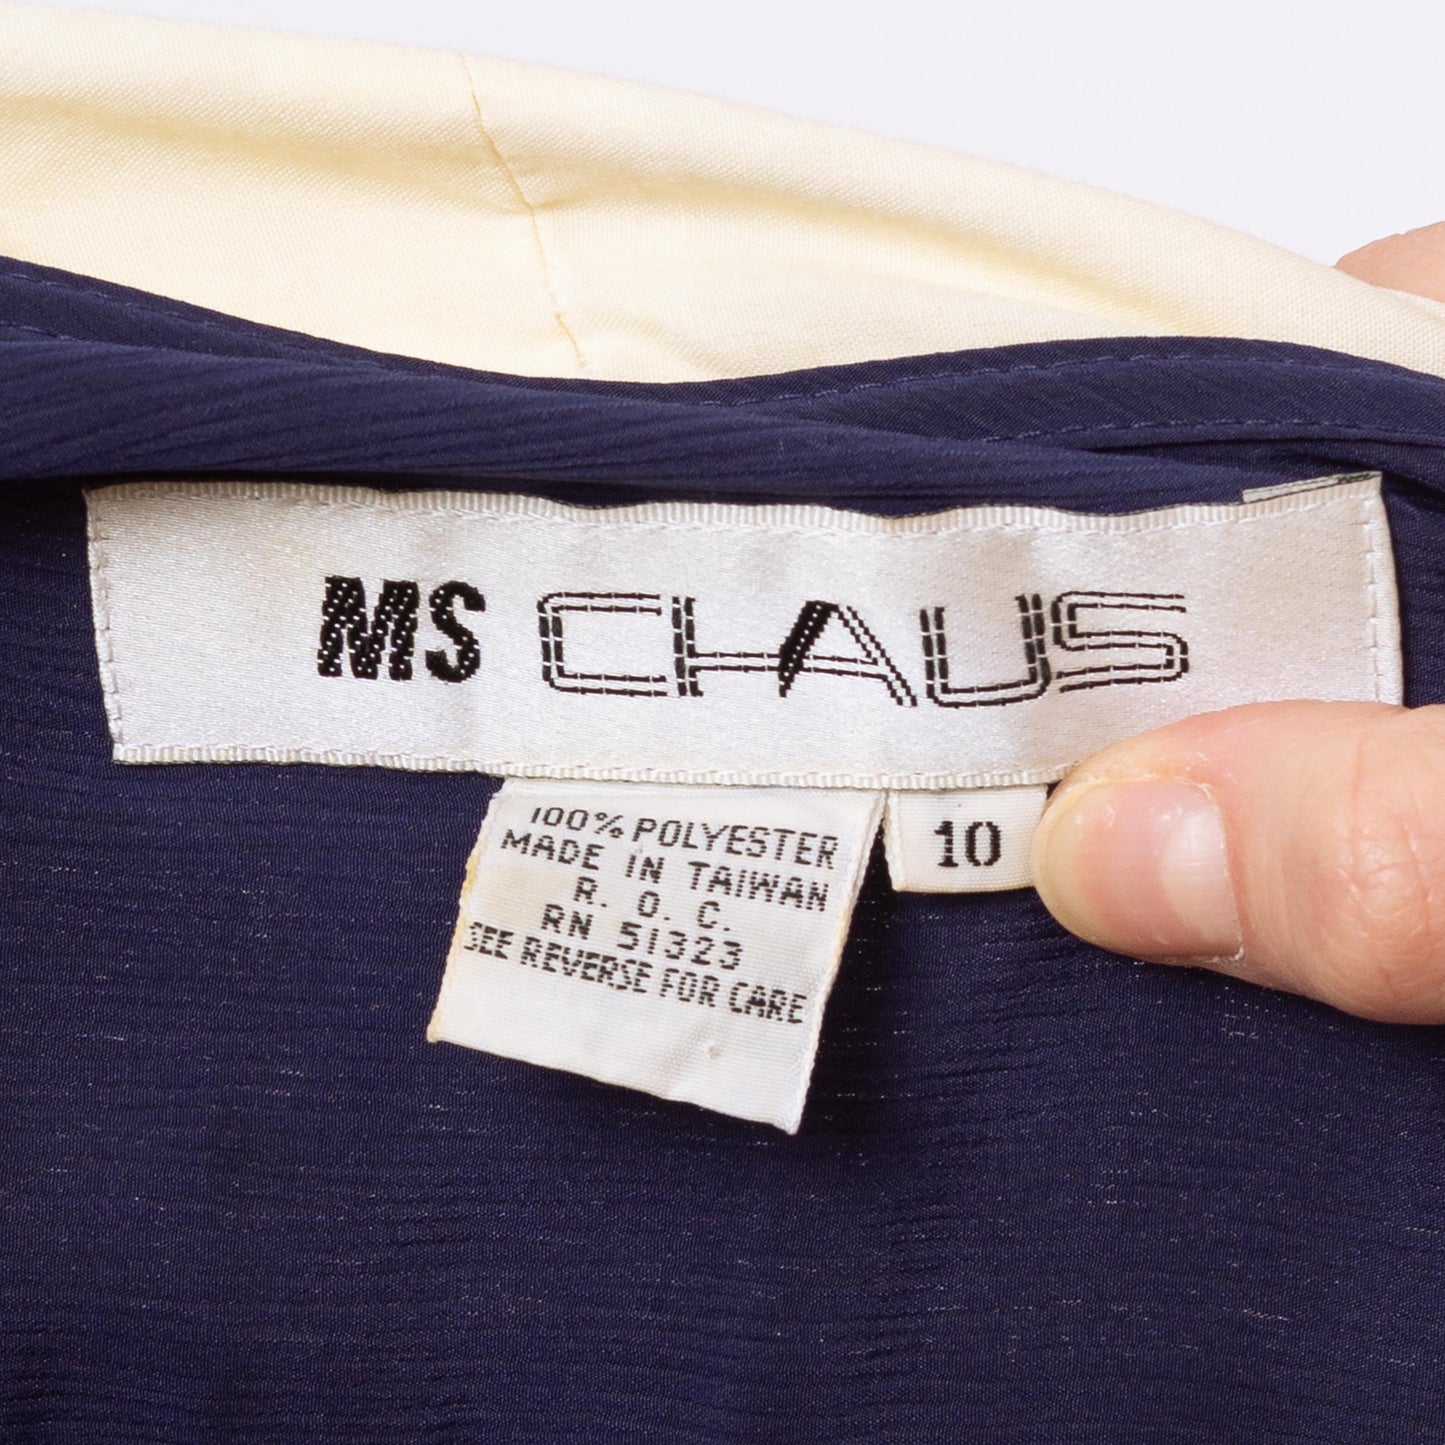 MS CHAUS
100% POLYESTER
MADE IN TAIWAN
R. O. C.
RN 51323
SEE REVERSE FOR CARE
10